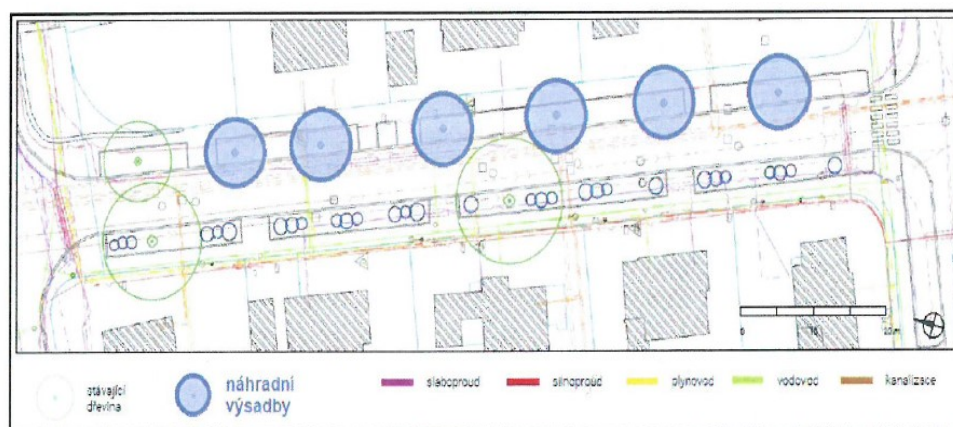 0 10 20 m
stávající
dřevina
náhradní
výsadby
slaboproud
silnoproud
plynovod
vodovod
kanalizace